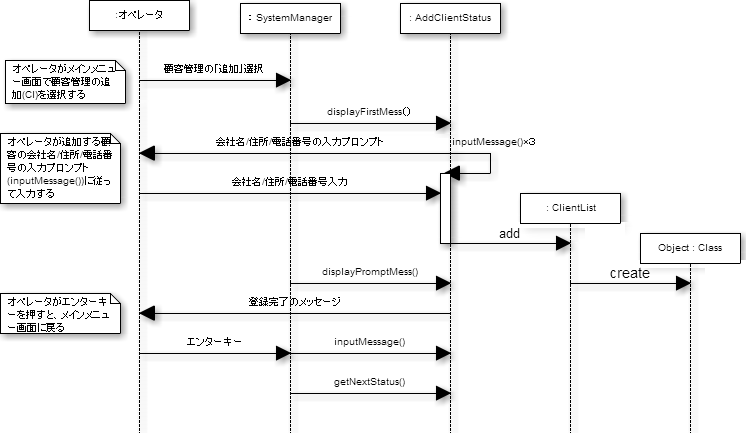 :オペレータ
: SystemManager
: AddClientStatus
オペレータがメインメニュ
ー画面で顧客管理の追
加(CI)を選択する
顧客管理の「追加」選択
displayFirstMess()
オペレータが追加する顧
客の会社名/住所/電話番
号の入力プロンプト
(inputMessage())に従っ
て入力する
会社名/住所/電話番号の入力プロンプト
inputMessage()×3
会社名/住所/電話番号入力
: ClientList
add
Object : Class
displayPromptMess()
create
オペレータがエンターキ
ーを押すと、メインメニュ
ー画面に戻る
登録完了のメッセージ
エンターキー
inputMessage()
getNextStatus()